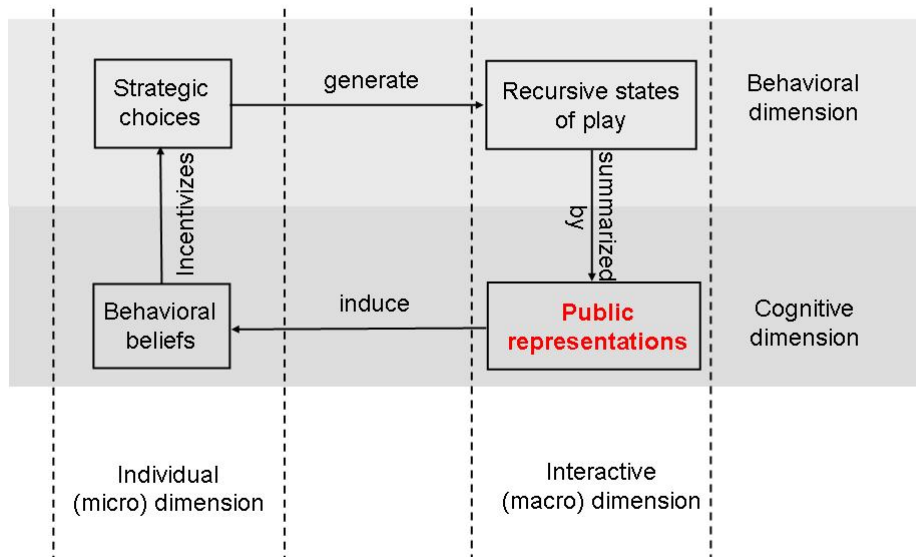 Strategic
choices
generate
Recursive states
of play
Behavioral
dimension
Incentivizes
summarized
by
Behavioral
beliefs
induce
Public
representations
Cognitive
dimension
Individual
(micro) dimension
Interactive
(macro) dimension